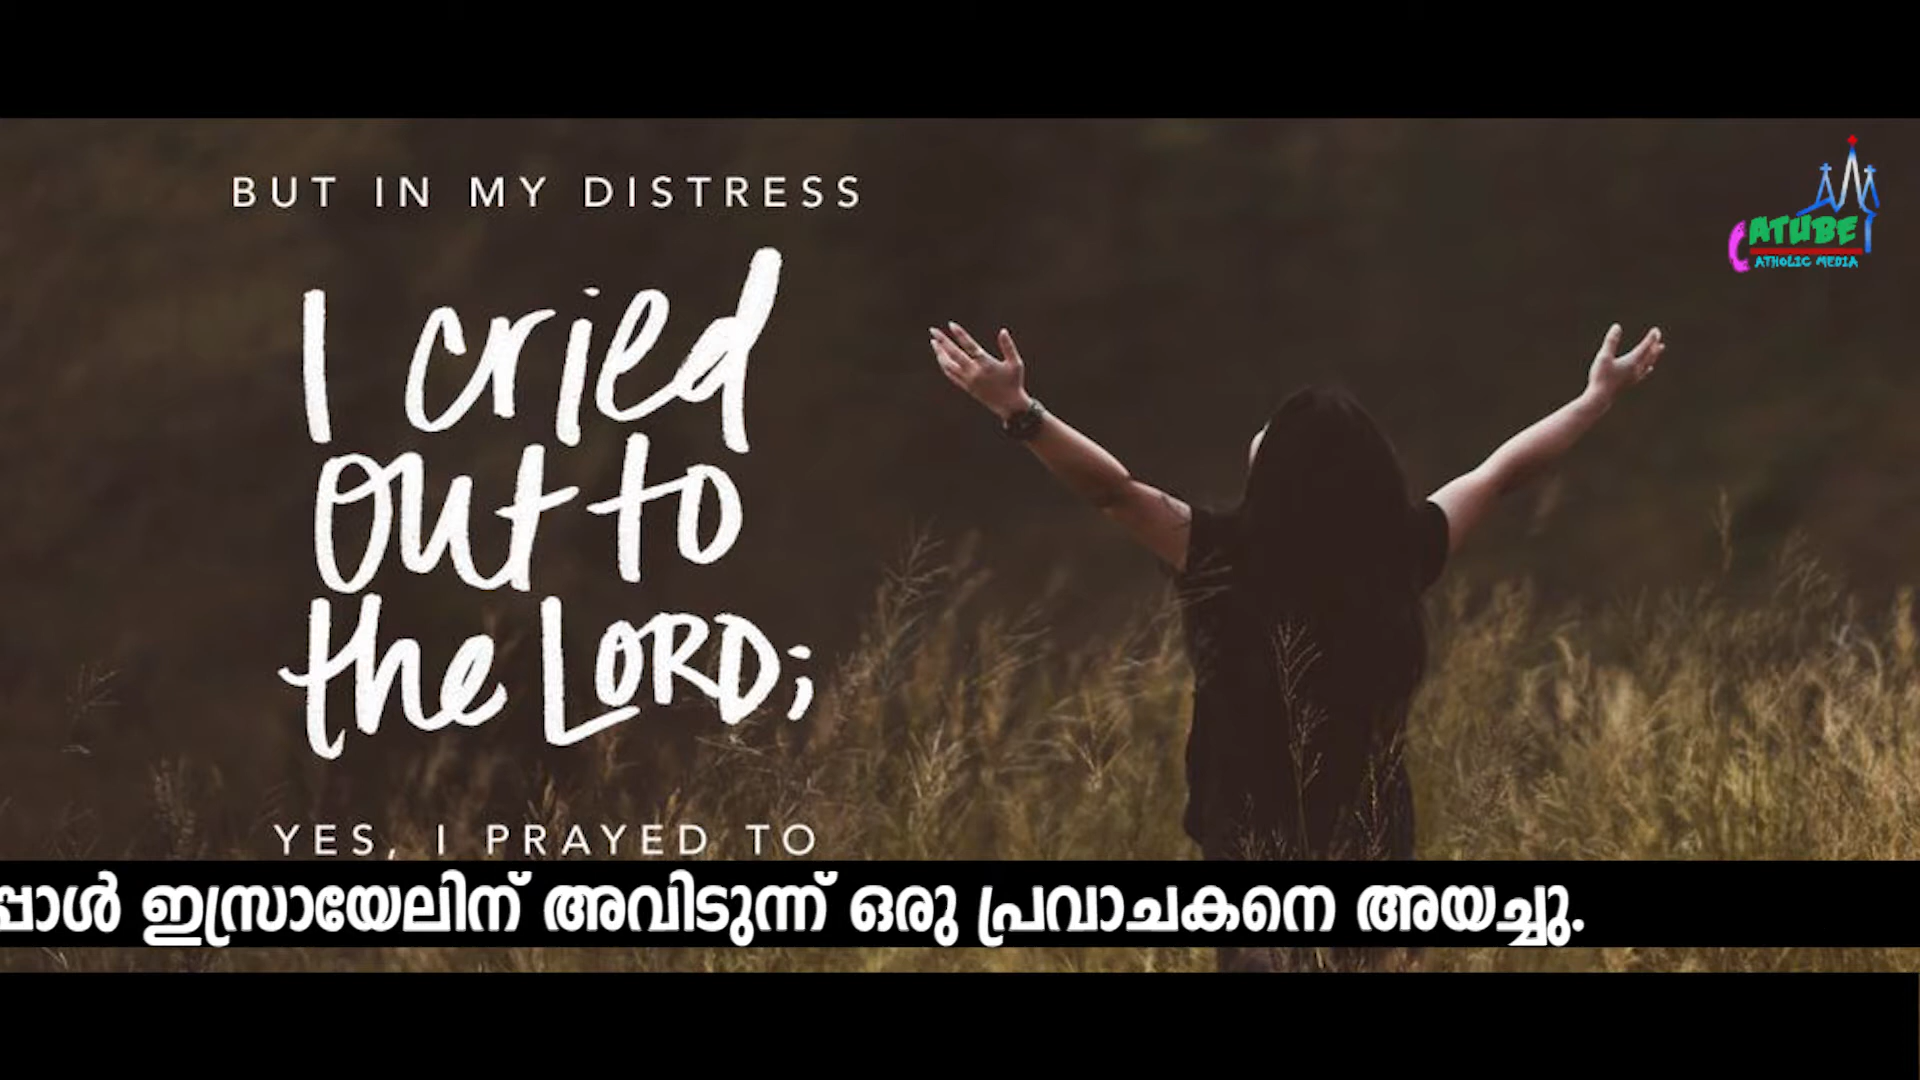 BUT IN MY DISTRESS
I cried
out to
the LORD;
YES, I PRAYED TO
ഇസ്രായേലിന് അവിടുന്ന് ഒരു പ്രവാചകനെ അയച്ചു.
CATUBE
CATHOLIC MEDIA